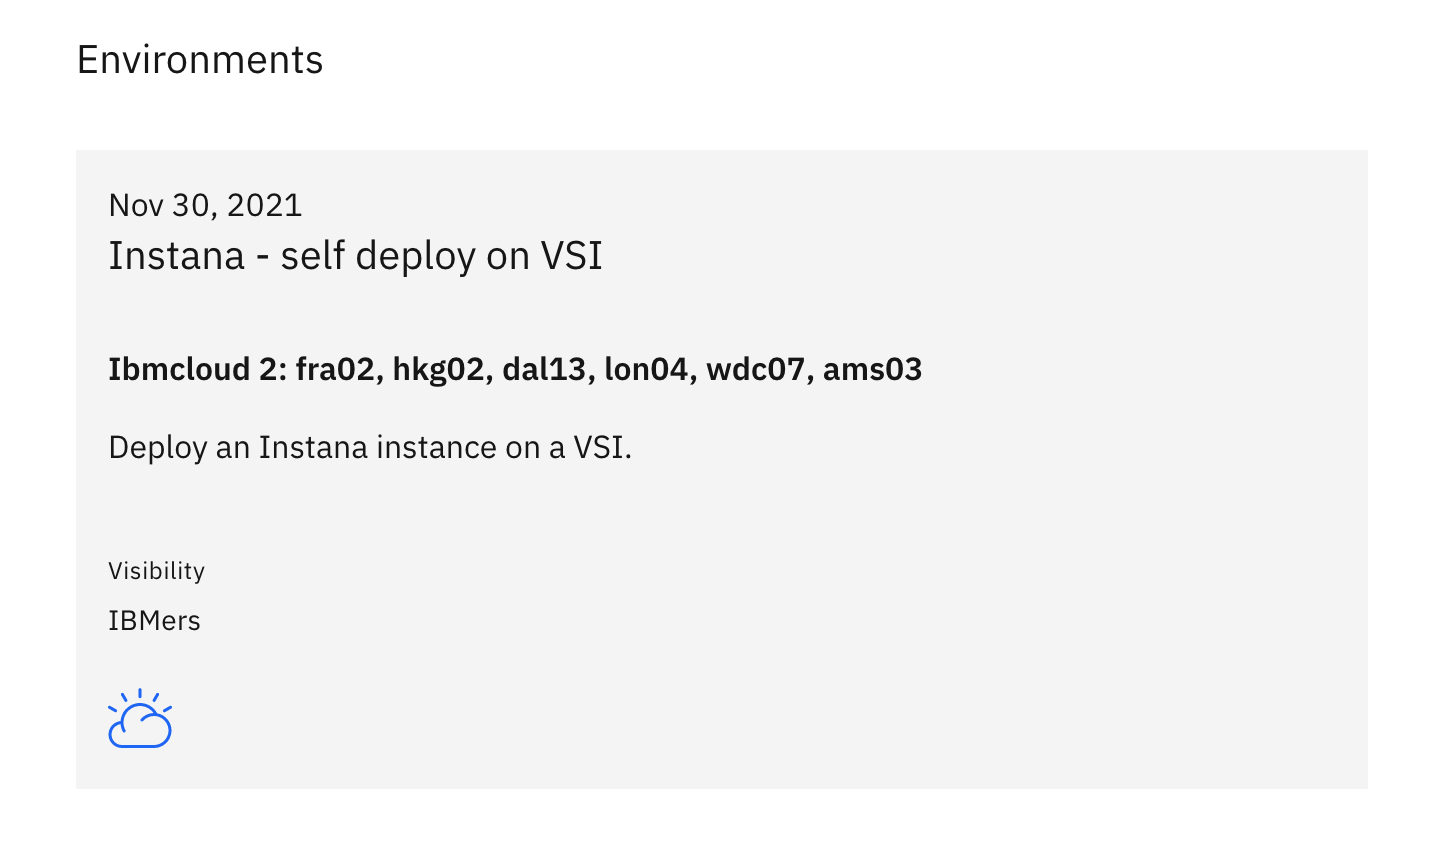 Environments
Nov 30, 2021
Instana - self deploy on VSI
Ibmcloud 2: fra02, hkg02, dal13, lon04, wdc07, ams03
Deploy an Instana instance on a VSI.
Visibility
IBMers